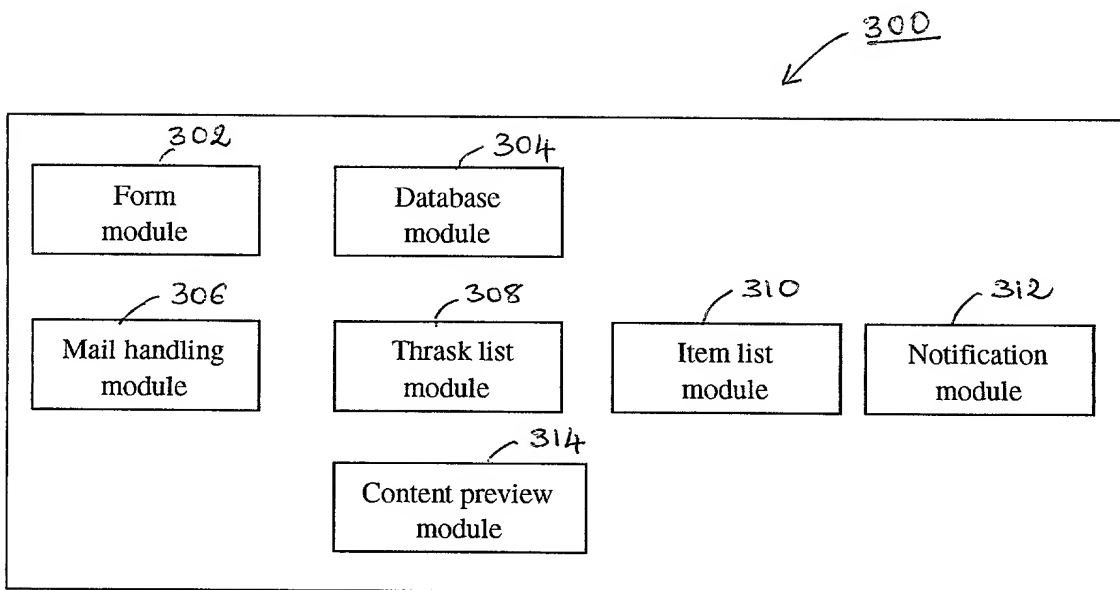 300
302
304
Form
module
Database
module
306
308
310
312
Mail handling
module
Thrask list
module
Item list
module
Notification
module
314
Content preview
module